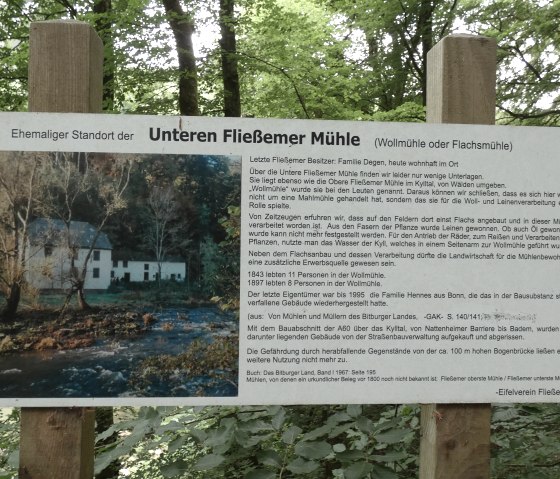 Ehemaliger Standort der Unteren Fließemer Mühle (Wollmühle oder Flachsmühle)
Letzte Fließemer Besitzer: Familie Degen, heute wohnhaft im Ort
Über die Untere Fließemer Mühle finden wir leider nur wenige Unterlagen.
Sie liegt ebenso wie die Obere Fließemer Mühle im Kylltal, von Wälden umgeben.
„Wollmühle" wurde sie bei den Leuten genannt. Daraus können wir schließen, dass es sich hier
nicht um eine Mahlmühle gehandelt hat, sondern das sie für die Woll- und Leinenverarbeitung
Rolle spielte.
Von Zeitzeugen erfuhren wir, dass auf den Feldern dort einst Flachs angebaut und in dieser
verarbeitet worden ist. Aus den Fasern der Pflanze wurde Leinen gewonnen. Ob auch Öl
wurde kann nicht mehr festgestellt werden. Für den Antrieb der Räder, zum Reißen und
Pflanzen, nutzte man das Wasser der Kyll, welches in einem Seitenarm zur Wollmühle geführt
Neben dem Flachsanbau und dessen Verarbeitung dürfte die Landwirtschaft für die
eine zusätzliche Erwerbsquelle gewesen sein.
1843 lebten 11 Personen in der Wollmühle.
1897 lebten 8 Personen in der Wollmühle.
Der letzte Eigentümer war bis 1995 die Familie Hennes aus Bonn, die das in der Bausubstanz
verfallene Gebäude wiederhergestellt hatte.
(aus: Von Mühlen und Müllern des Bitburger Landes, -GAK- S. 140/141;
Mit dem Bauabschnitt der A60 über das Kylltal, von Nattenheimer Barriere bis Badem, wurden
darunter liegenden Gebäude von der Straßenbauverwaltung aufgekauft und abgerissen.
Die Gefährdung durch herabfallende Gegenstände von der ca. 100 m hohen Bogenbrücke ließen
weitere Nutzung nicht mehr zu.
Buch: Das Bitburger Land, Band I 1967: Seite 195
Mühlen, von denen ein urkundlicher Beleg vor 1800 noch nicht bekannt ist; Fließemer oberste Mühle / Fließemer unterste
-Eifelverein